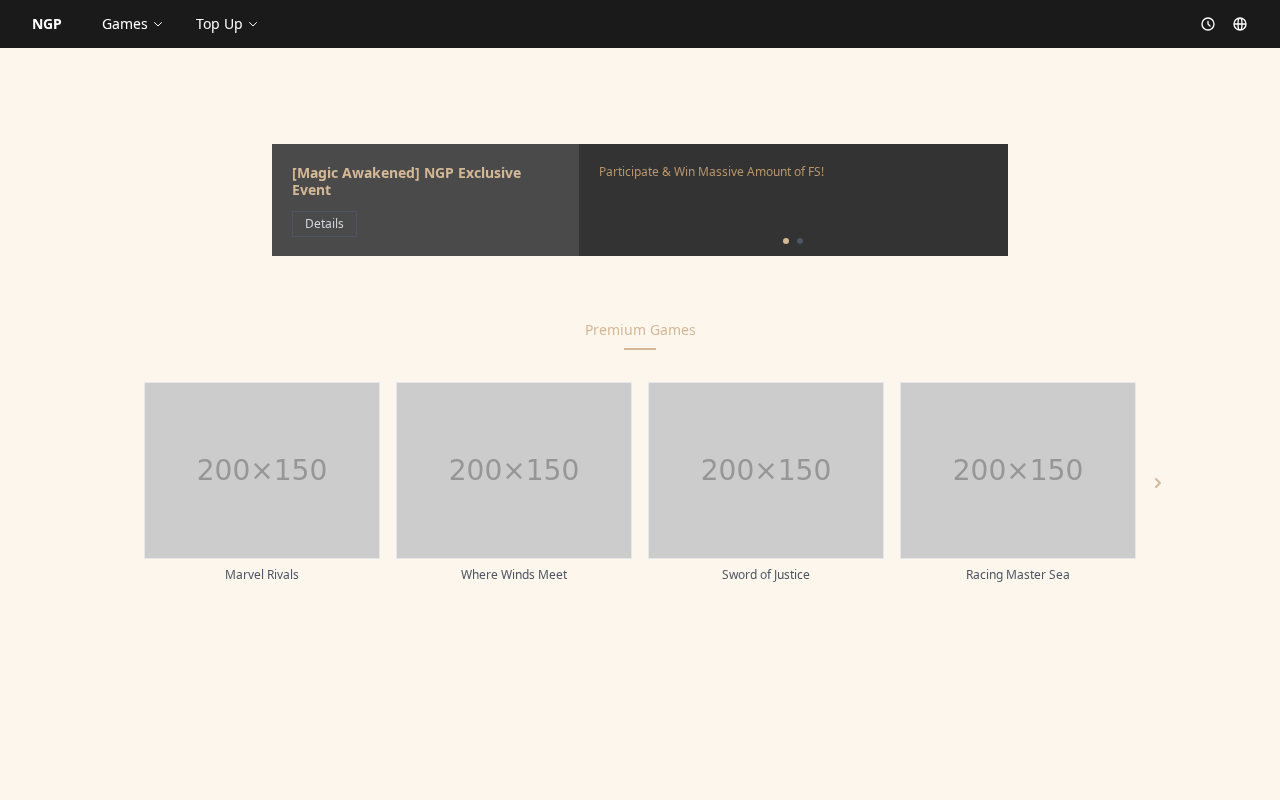 NGP
Games
Top Up
[Magic Awakened] NGP Exclusive
Event
Details
Participate & Win Massive Amount of FS!
Premium Games
200×150
200×150
200×150
200×150
Marvel Rivals
Where Winds Meet
Sword of Justice
Racing Master Sea